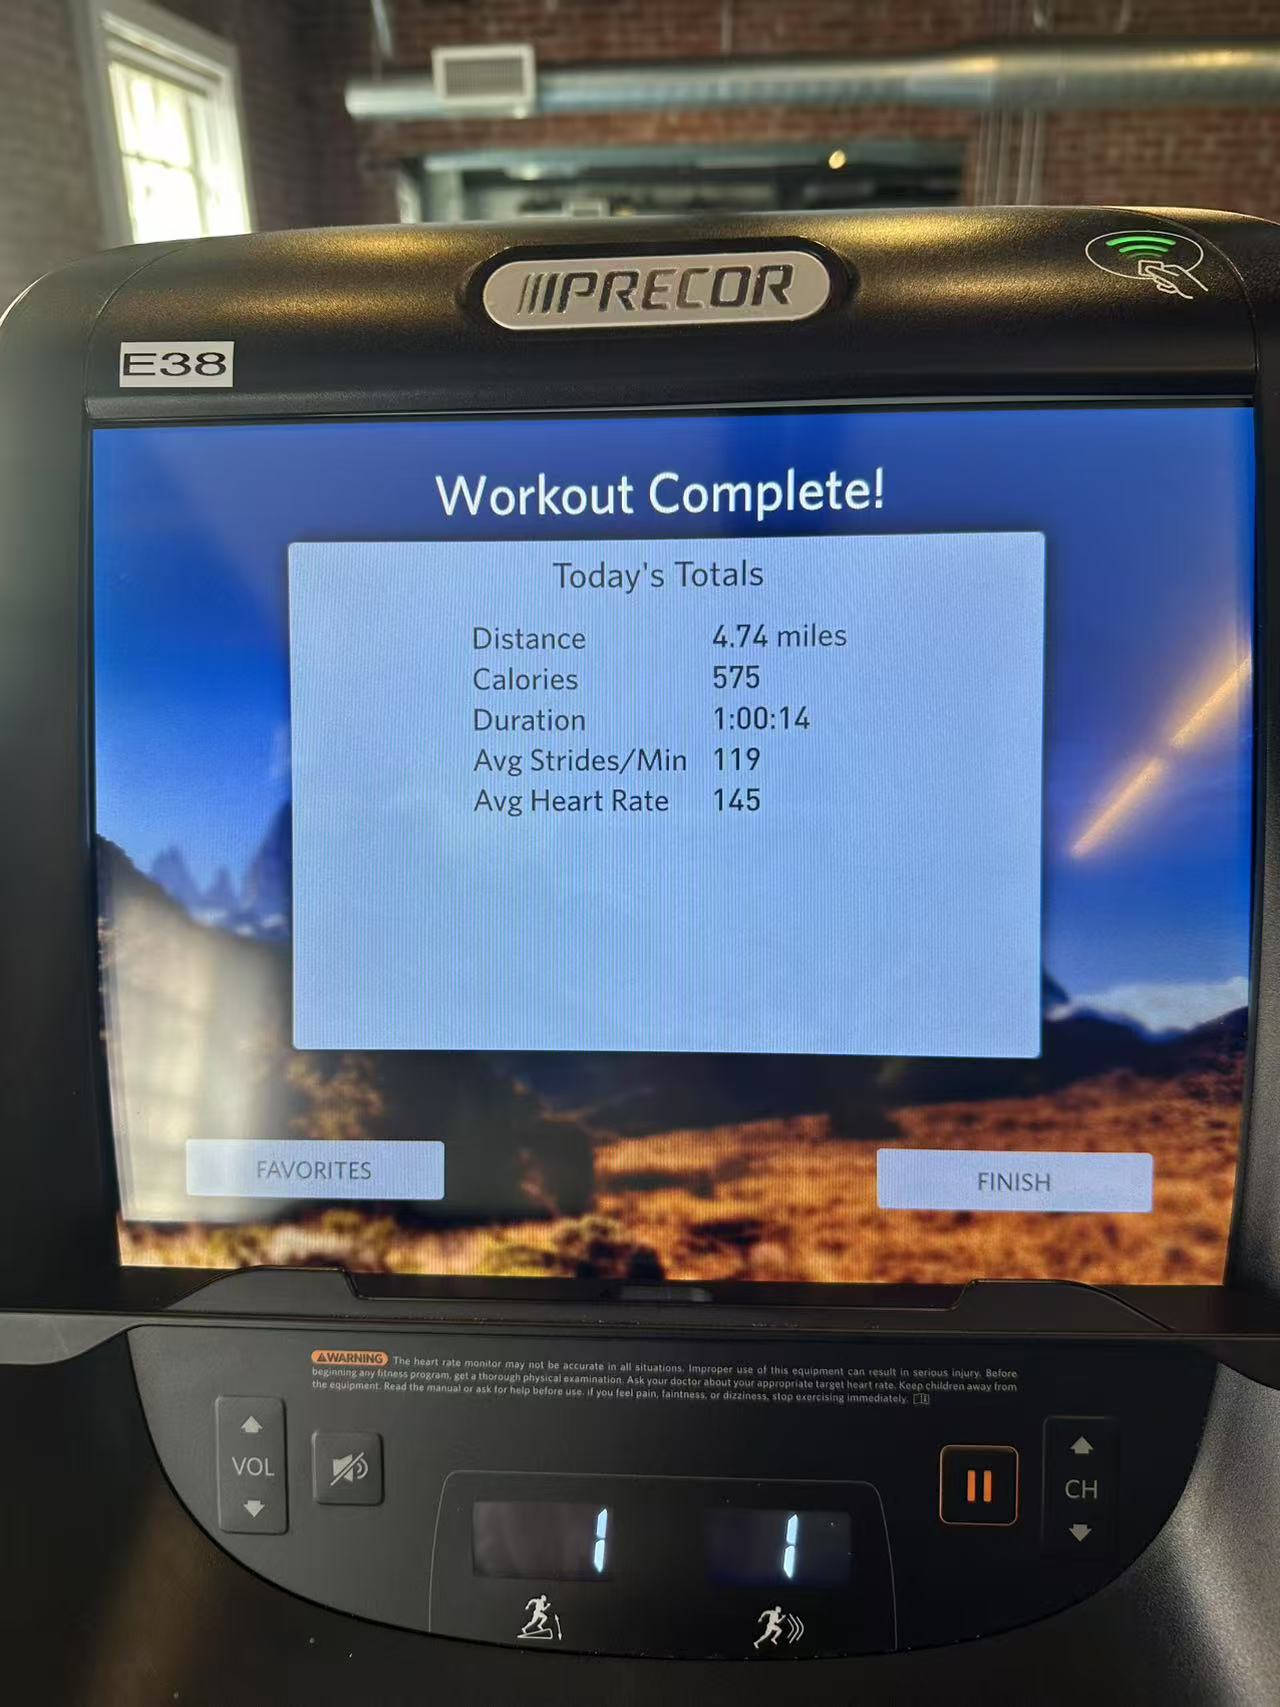 PRECOR
E38
Workout Complete!
Today's Totals
Distance 4.74 miles
Calories 575
Duration 1:00:14
Avg Strides/Min 119
Avg Heart Rate 145
FAVORITES
FINISH
WARNING The heart rate monitor may not be accurate in all situations. Improper use of this equipment can result in serious injury. Before
beginning any fitness program, get a thorough physical examination. Ask your doctor about your appropriate target heart rate. Keep children away from
the equipment. Read the manual or ask for help before use. if you feel pain, faintness, or dizziness, stop exercising immediately.
VOL
CH
1 1